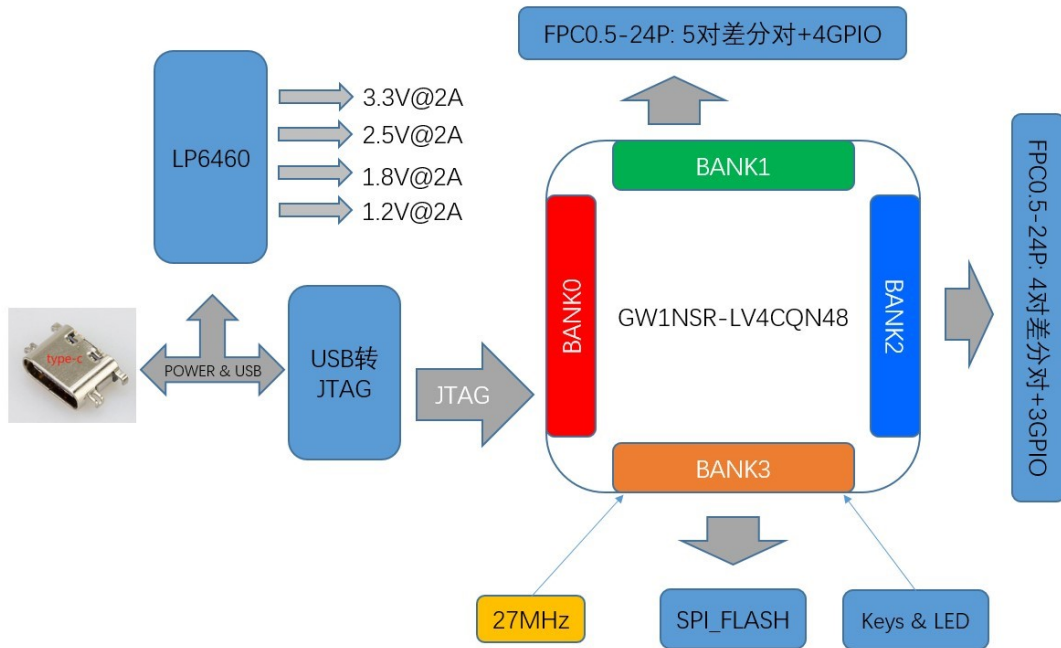 FPC0.5-24P: 5对差分对+4GPIO
LP6460
3.3V@2A
2.5V@2A
1.8V@2A
1.2V@2A
BANK1
BANK0
GW1NSR-LV4CQN48
BANK2
FPC0.5-24P: 4对差分对+3GPIO
type-c
POWER & USB
USB转
JTAG
JTAG
BANK3
27MHz
SPI_FLASH
Keys & LED